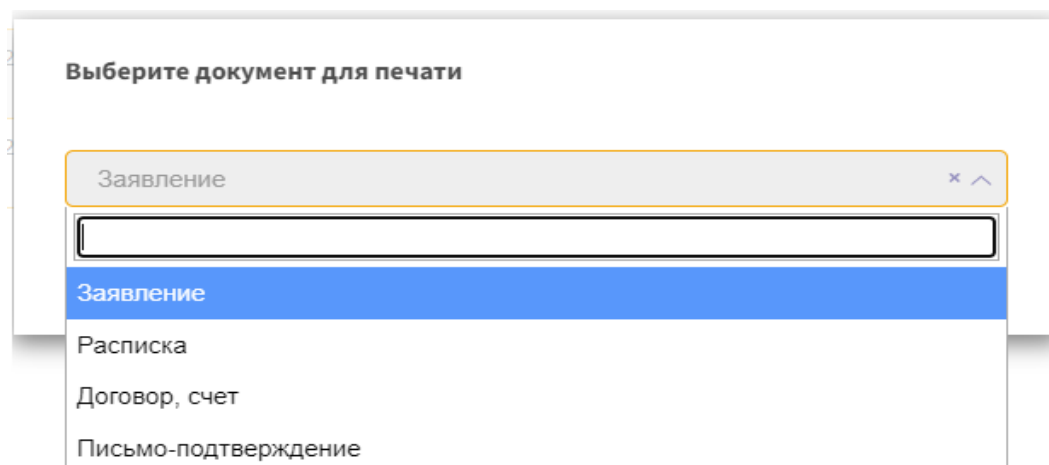 Выберите документ для печати
Заявление
Заявление
Расписка
Договор, счет
Письмо-подтверждение